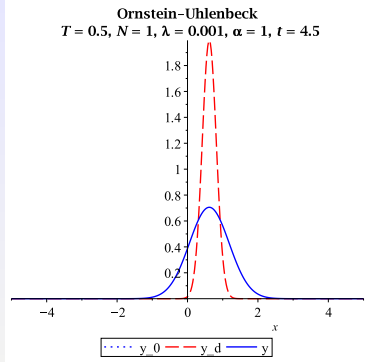 Ornstein-Uhlenbeck
T = 0.5, N = 1, λ = 0.001, α = 1, t = 4.5
1.8
1.6
1.4
1.2
1
0.8
0.6
0.4
0.2
−4 −2 0 2 4
x
y_0 y_d y